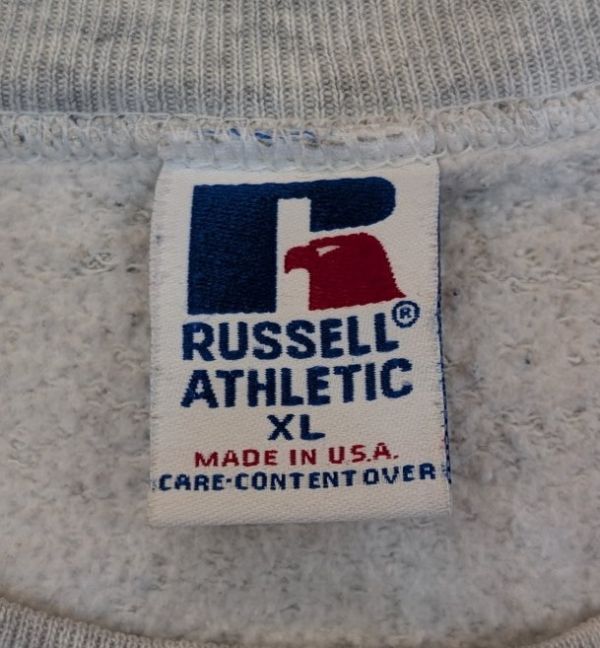 RUSSELL®
ATHLETIC
XL
MADE IN U.S.A.
CARE-CONTENT OVER